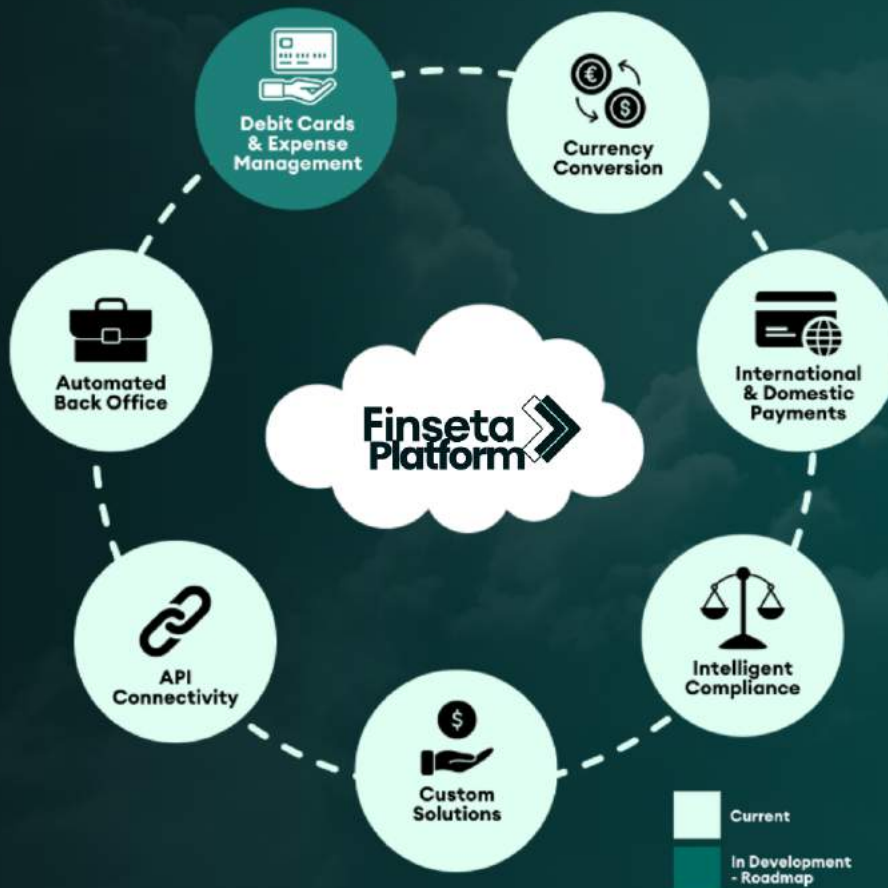 Debit Cards
& Expense
Management
Currency
Conversion
Automated
Back Office
International
& Domestic
Payments
Finseta
Platform
API
Connectivity
Intelligent
Compliance
Custom
Solutions
Current
In Development
- Roadmap